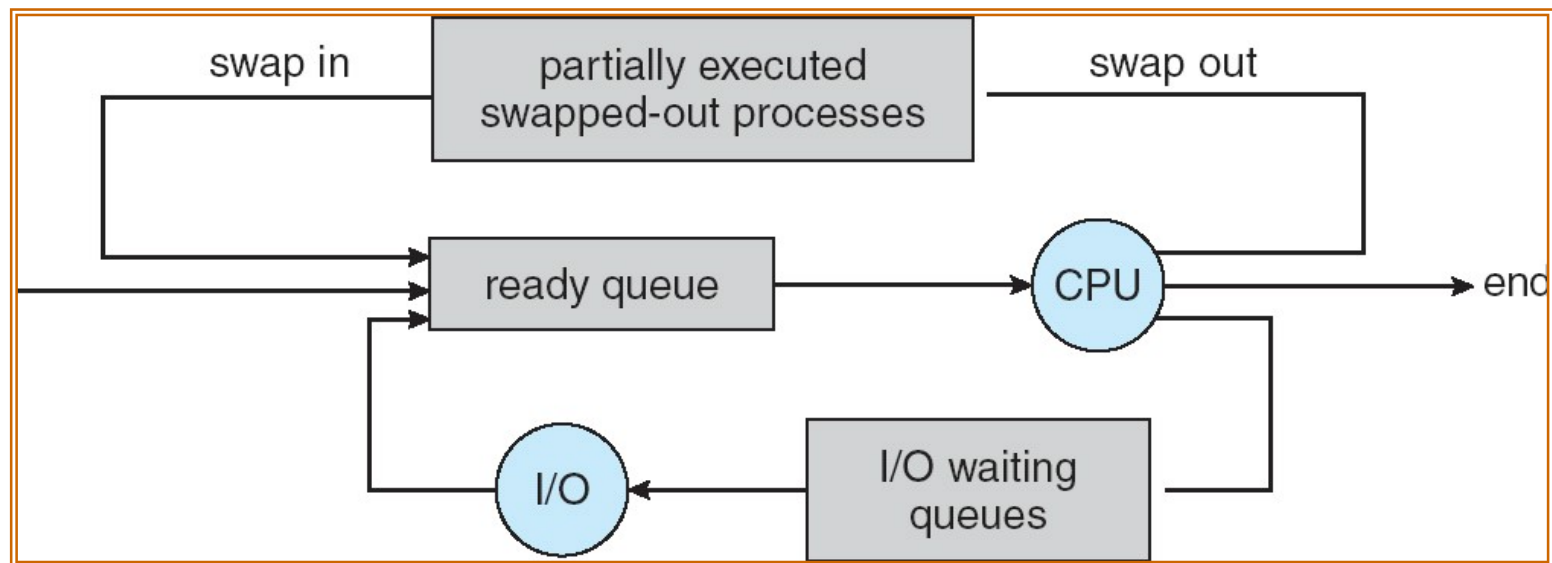 swap in
partially executed
swapped-out processes
swap out
ready queue
CPU
end
I/O
I/O waiting
queues